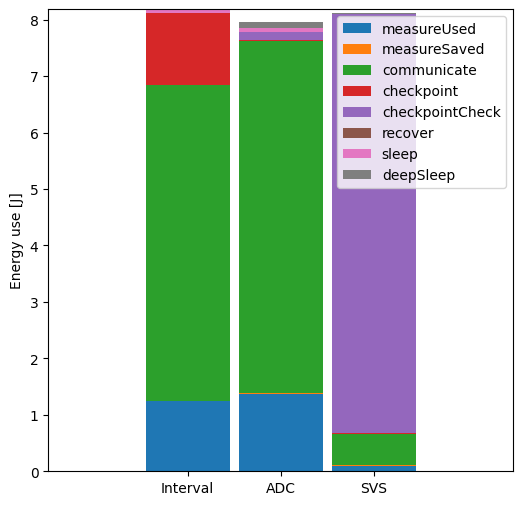 8
7
6
5
4
3
2
1
0
Energy use [J]
measureUsed
measureSaved
communicate
checkpoint
checkpointCheck
recover
sleep
deepSleep
Interval ADC SVS